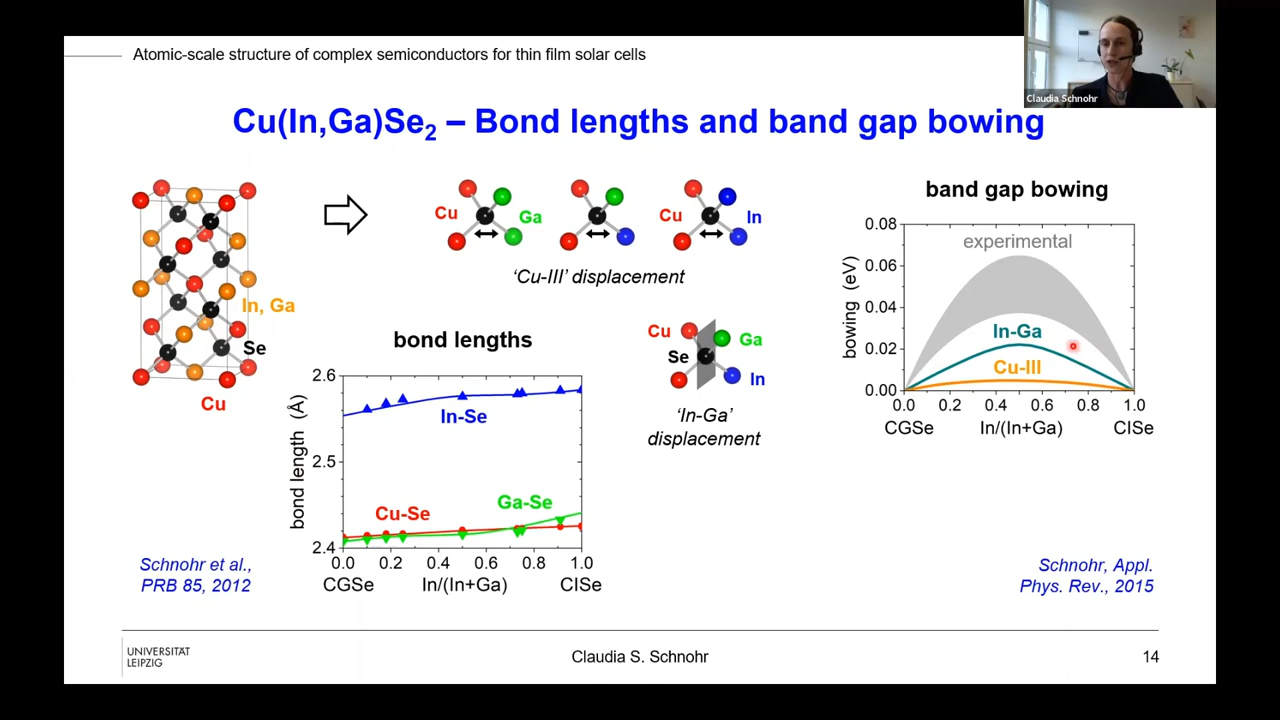 Atomic-scale structure of complex semiconductors for thin film solar cells
Claudia Schnohr
Cu(In,Ga)Se2 – Bond lengths and band gap bowing
In, Ga
Se
Cu
Cu
Ga
Cu
In
‘Cu-III’ displacement
Cu
Ga
Se
In
‘In-Ga’
displacement
bond lengths
bond length (Å)
2.6
2.5
2.4
In-Se
Cu-Se
Ga-Se
0.0 0.2 0.4 0.6 0.8 1.0
CGSe In/(In+Ga) CISe
band gap bowing
bowing (eV)
0.08
0.06
0.04
0.02
0.00
experimental
In-Ga
Cu-III
0.0 0.2 0.4 0.6 0.8 1.0
CGSe In/(In+Ga) CISe
Schnohr et al.,
PRB 85, 2012
Schnohr, Appl.
Phys. Rev., 2015
UNIVERSITÄT
LEIPZIG
Claudia S. Schnohr
14